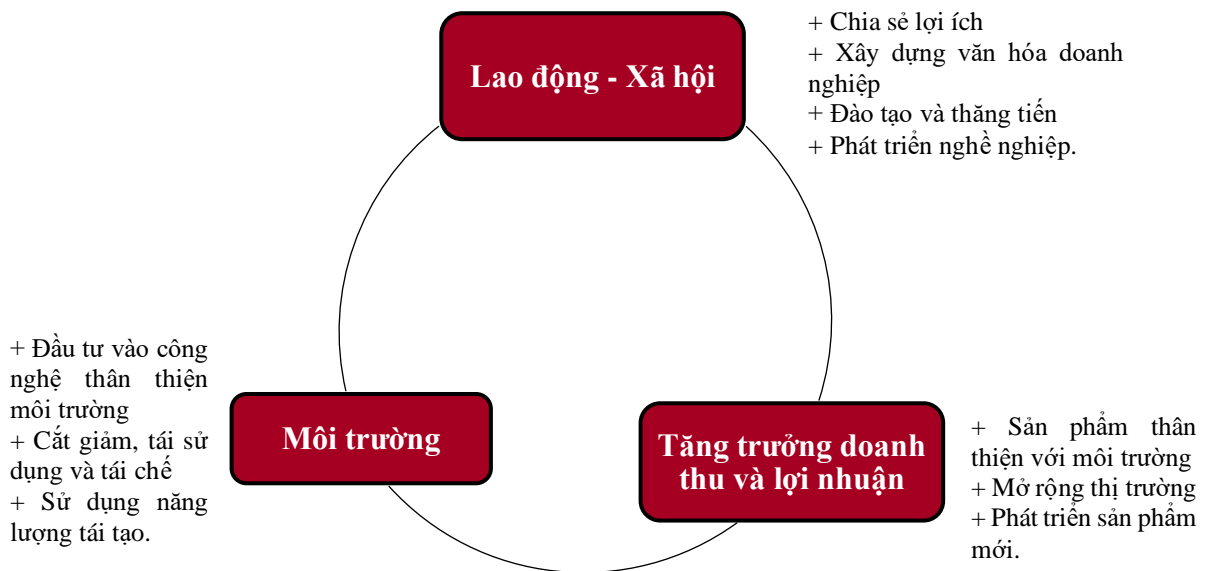 Lao động - Xã hội
+ Chia sẻ lợi ích
+ Xây dựng văn hóa doanh
nghiệp
+ Đào tạo và thăng tiến
+ Phát triển nghề nghiệp.
+ Đầu tư vào công
nghệ thân thiện
môi trường
+ Cắt giảm, tái sử
dụng và tái chế
+ Sử dụng năng
lượng tái tạo.
Môi trường
Tăng trưởng doanh
thu và lợi nhuận
+ Sản phẩm thân
thiện với môi trường
+ Mở rộng thị trường
+ Phát triển sản phẩm
mới.